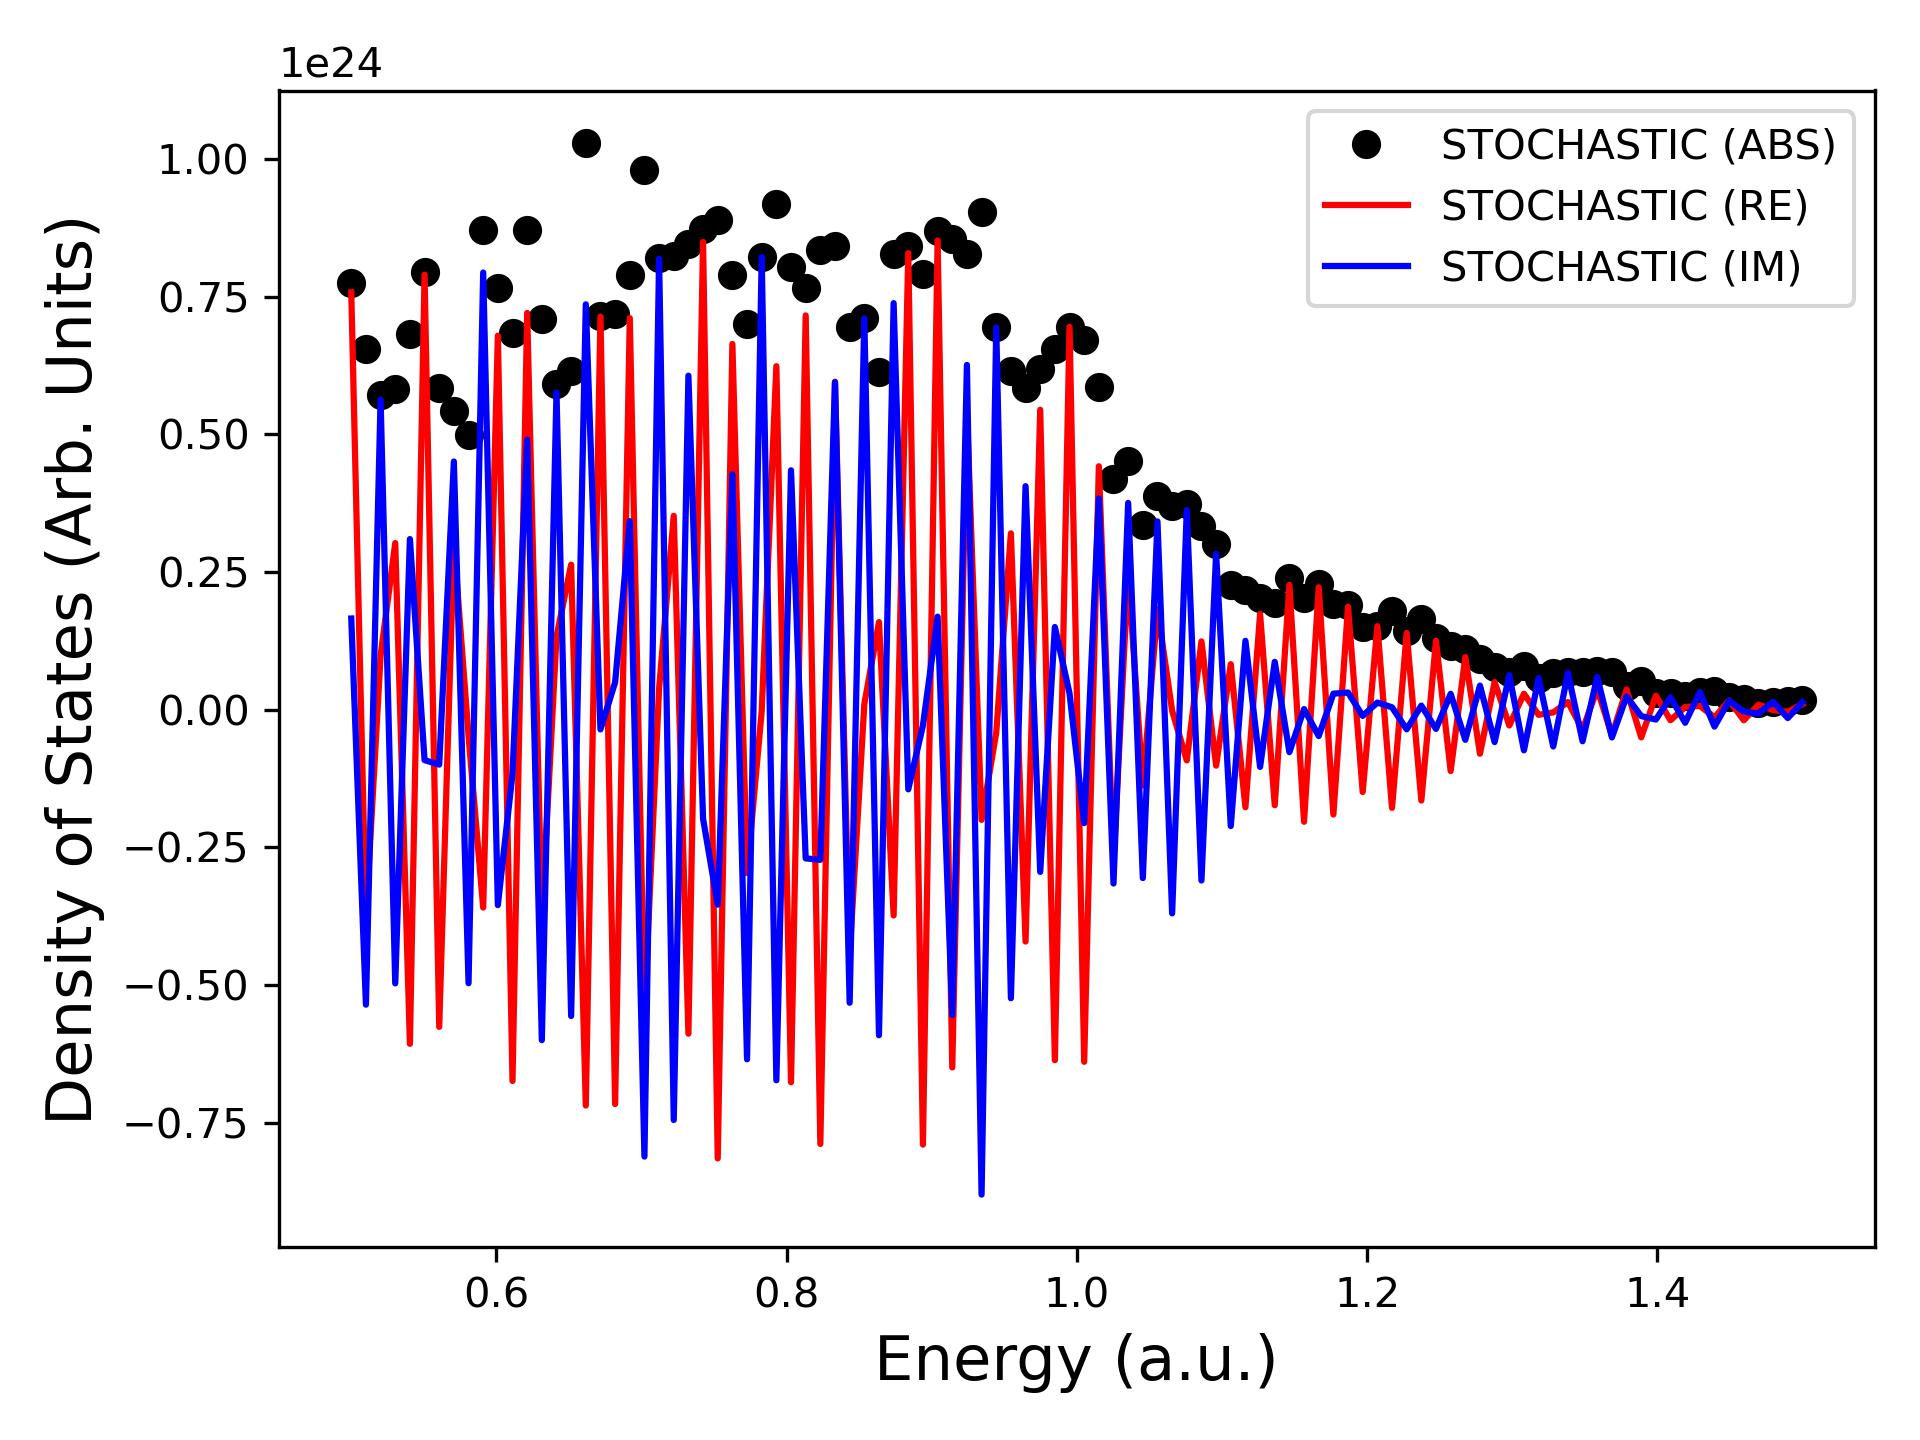 1e24
STOCHASTIC (ABS)
STOCHASTIC (RE)
STOCHASTIC (IM)
Density of States (Arb. Units)
1.00
0.75
0.50
0.25
0.00
−0.25
−0.50
−0.75
0.6 0.8 1.0 1.2 1.4
Energy (a.u.)